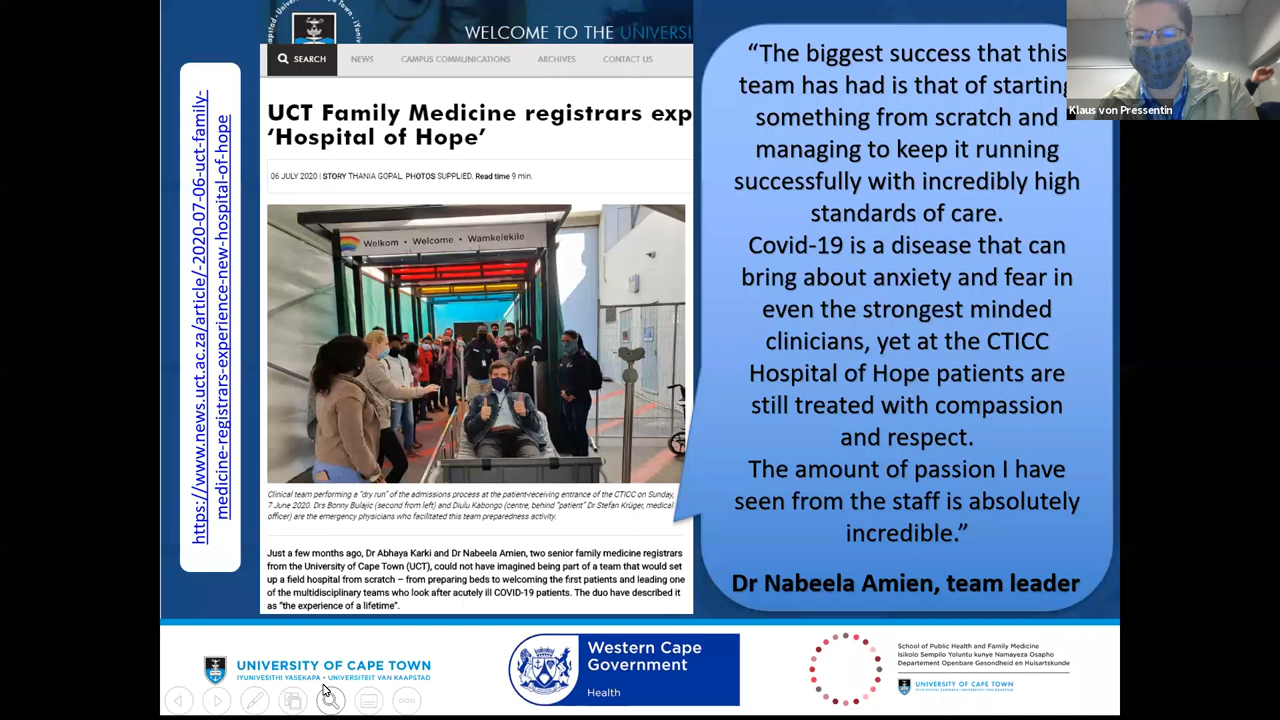 WELCOME TO THE UNIVERSI
SEARCH NEWS CAMPUS COMMUNICATIONS ARCHIVES CONTACT US
UCT Family Medicine registrars exp
‘Hospital of Hope’
06 JULY 2020 | STORY THANIA GOPAL. PHOTOS SUPPLIED. Read time 9 min.
Welkom • Welcome • Wamkelekile
Clinical team performing a “dry run” of the admissions process at the patient-receiving entrance of the CTICC on Sunday,
7 June 2020. Drs Bonny Bulajic (second from left) and Diulu Kabongo (centre, behind “patient” Dr Stefan Krüger, medical
officer) are the emergency physicians who facilitated this team preparedness activity.
Just a few months ago, Dr Abhaya Karki and Dr Nabeela Amien, two senior family medicine registrars
from the University of Cape Town (UCT), could not have imagined being part of a team that would set
up a field hospital from scratch – from preparing beds to welcoming the first patients and leading one
of the multidisciplinary teams who look after acutely ill COVID-19 patients. The duo have described it
as “the experience of a lifetime”.
https://www.news.uct.ac.za/article/-2020-07-06-uct-family-
medicine-registrars-experience-new-hospital-of-hope
“The biggest success that this
team has had is that of starting
something from scratch and
managing to keep it running
successfully with incredibly high
standards of care.
Covid-19 is a disease that can
bring about anxiety and fear in
even the strongest minded
clinicians, yet at the CTICC
Hospital of Hope patients are
still treated with compassion
and respect.
The amount of passion I have
seen from the staff is absolutely
incredible.”
Dr Nabeela Amien, team leader
Klaus von Pressentin
UNIVERSITY OF CAPE TOWN
IYUNIVESITHI YASEKAPA • UNIVERSITEIT VAN KAAPSTAD
Western Cape
Government
Health
School of Public Health and Family Medicine
Isikolo Sempilo Yoluntu kunye Namayeza Osapho
Departement Openbare Gesondheid en Huisartskunde
UNIVERSITY OF CAPE TOWN